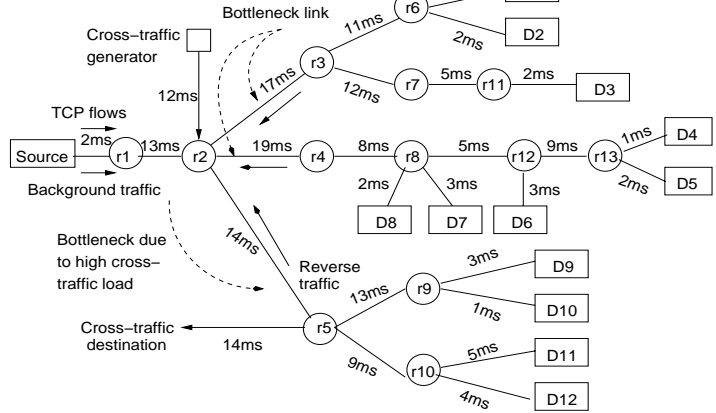 Bottleneck link
11ms
r6
2ms
D2
Cross−traffic
generator
17ms
r3
12ms
r7
5ms
r11
2ms
D3
12ms
TCP flows
2ms
13ms
Source
r1
r2
19ms
r4
8ms
r8
5ms
r12
9ms
r13
1ms
D4
2ms
D5
Background traffic
2ms
3ms
3ms
D8
D7
D6
14ms
Bottleneck due
to high cross−
traffic load
Reverse
traffic
13ms
r9
3ms
D9
1ms
D10
Cross−traffic
destination
14ms
r5
9ms
r10
5ms
D11
4ms
D12